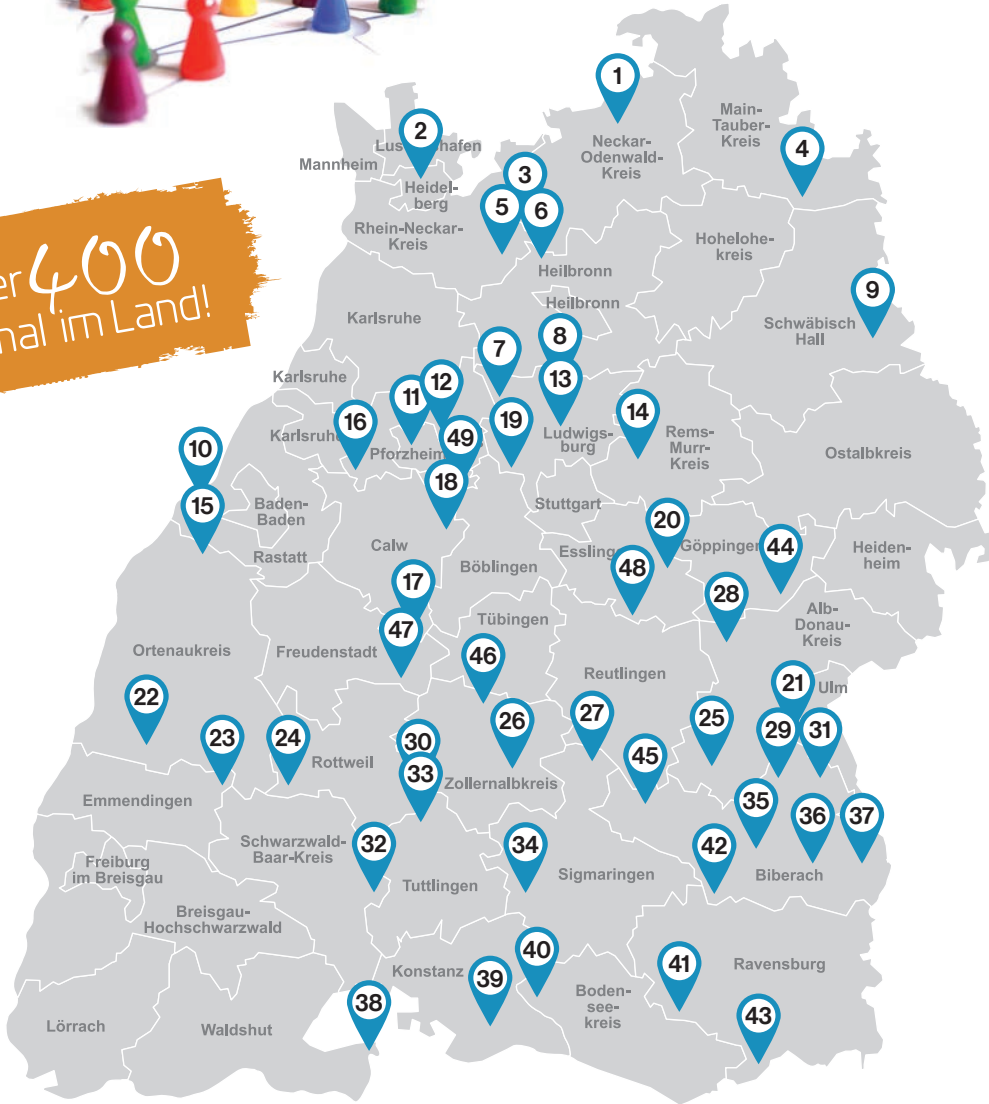 1
Main-
Tauber-
Kreis
2
Neckar-
Odenwald-
Kreis
4
Mannheim
3
Heidel-
berg
5
6
Rhein-Neckar-
Kreis
Hohelohe-
kreis
400
mal im Land!
Heilbronn
9
Heilbronn
Karlsruhe
Schwäbisch
Hall
8
7
Karlsruhe
12
13
11
14
16
19
Karlsruhe
Pforzheim
49
Ludwigs-
burg
Rems-
Murr-
Kreis
10
Ostalbkreis
18
15
Baden-
Baden
Stuttgart
20
Rastatt
Calw
Böblingen
Essling
48
Göppingen
44
Heiden-
heim
17
28
Alb-
Donau-
Kreis
47
Tübingen
Ortenaukreis
Freudenstadt
46
Reutlingen
21
Ulm
22
23
24
26
27
25
29
31
30
Rottweil
33
Zollernalbkreis
45
Emmendingen
35
36
37
Schwarzwald-
Baar-Kreis
32
34
42
Freiburg
im Breisgau
Tuttlingen
Sigmaringen
Biberach
Breisgau-
Hochschwarzwald
40
Konstanz
39
41
Ravensburg
Boden-
see-
kreis
38
43
Lörrach
Waldshut